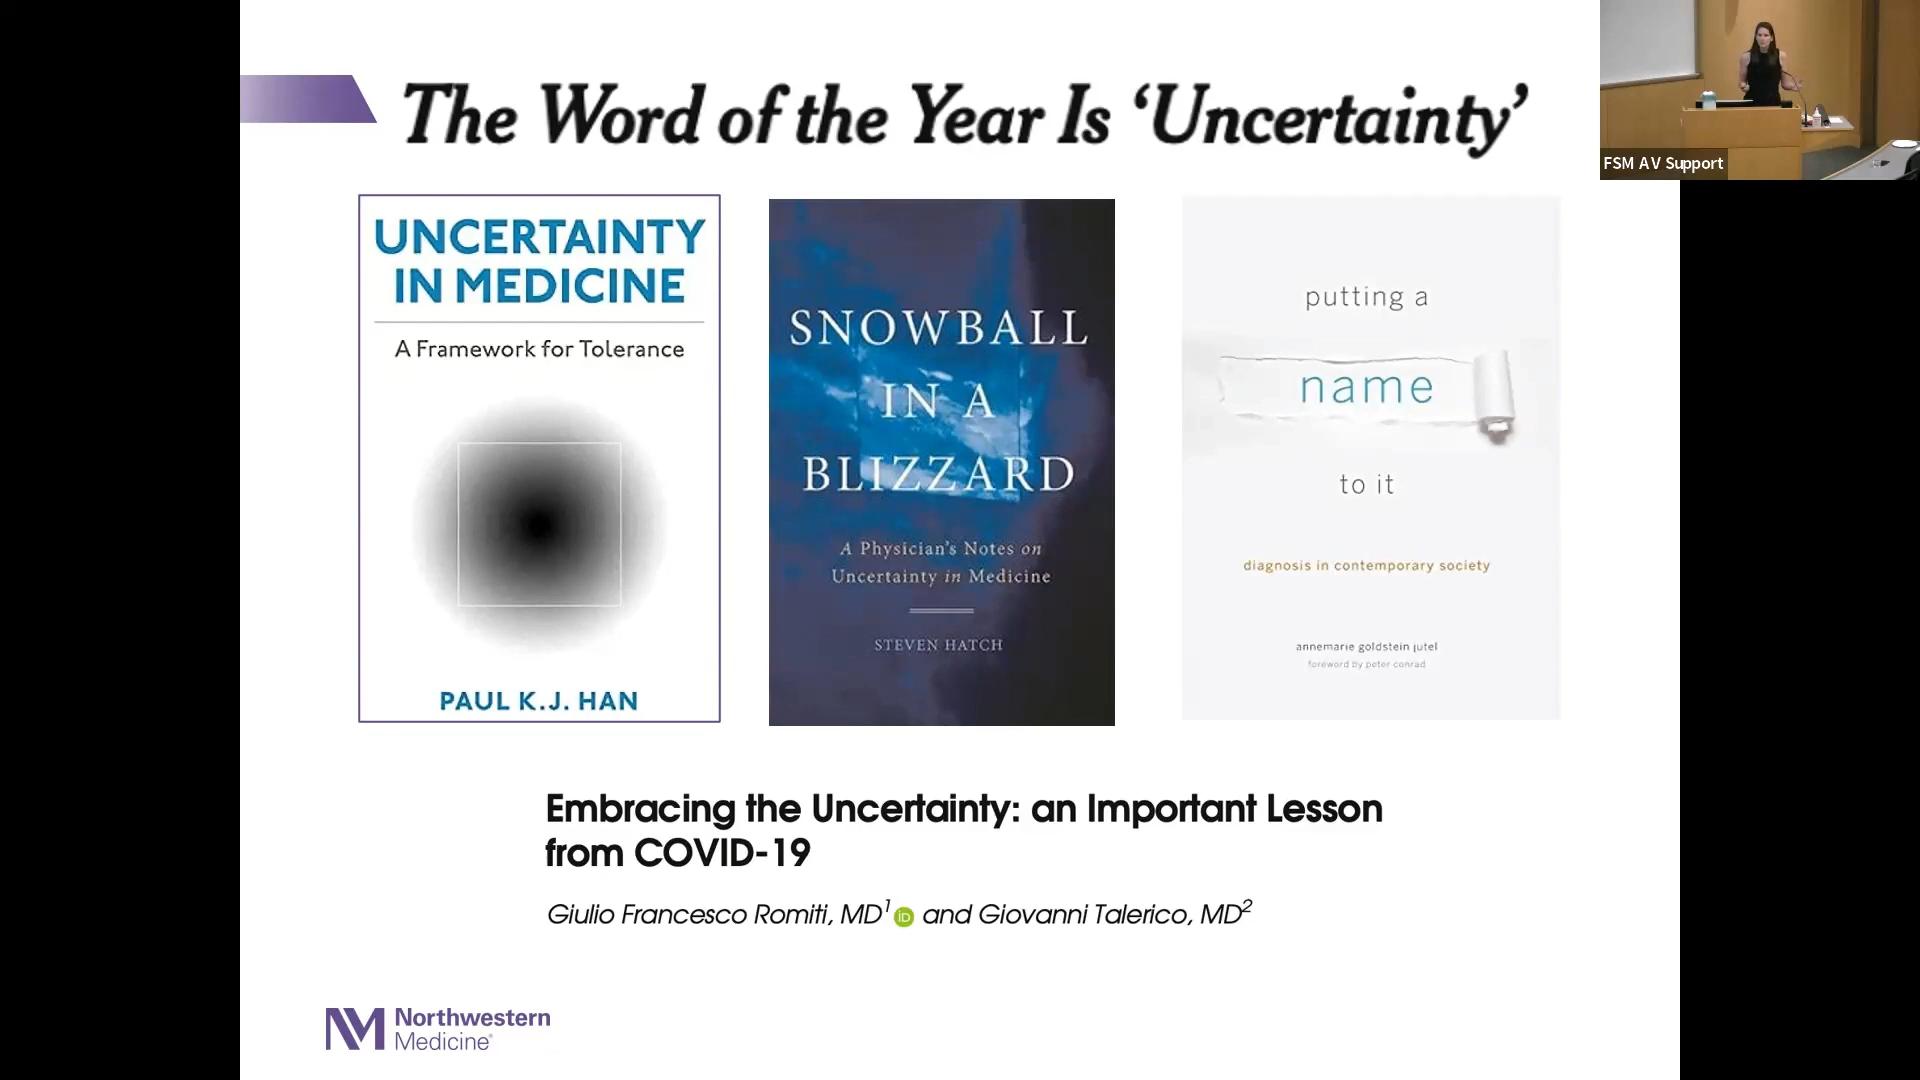 The Word of the Year Is ‘Uncertainty’
FSM AV Support
UNCERTAINTY
IN MEDICINE
A Framework for Tolerance
PAUL K.J. HAN
SNOWBALL
IN A
BLIZZARD
A Physician's Notes on
Uncertainty in Medicine
STEVEN HATCH
putting a
name
to it
diagnosis in contemporary society
annemarie goldstein jutel
foreword by peter conrad
Embracing the Uncertainty: an Important Lesson
from COVID-19
Giulio Francesco Romiti, MD1 iD and Giovanni Talerico, MD2
NM Northwestern
Medicine®